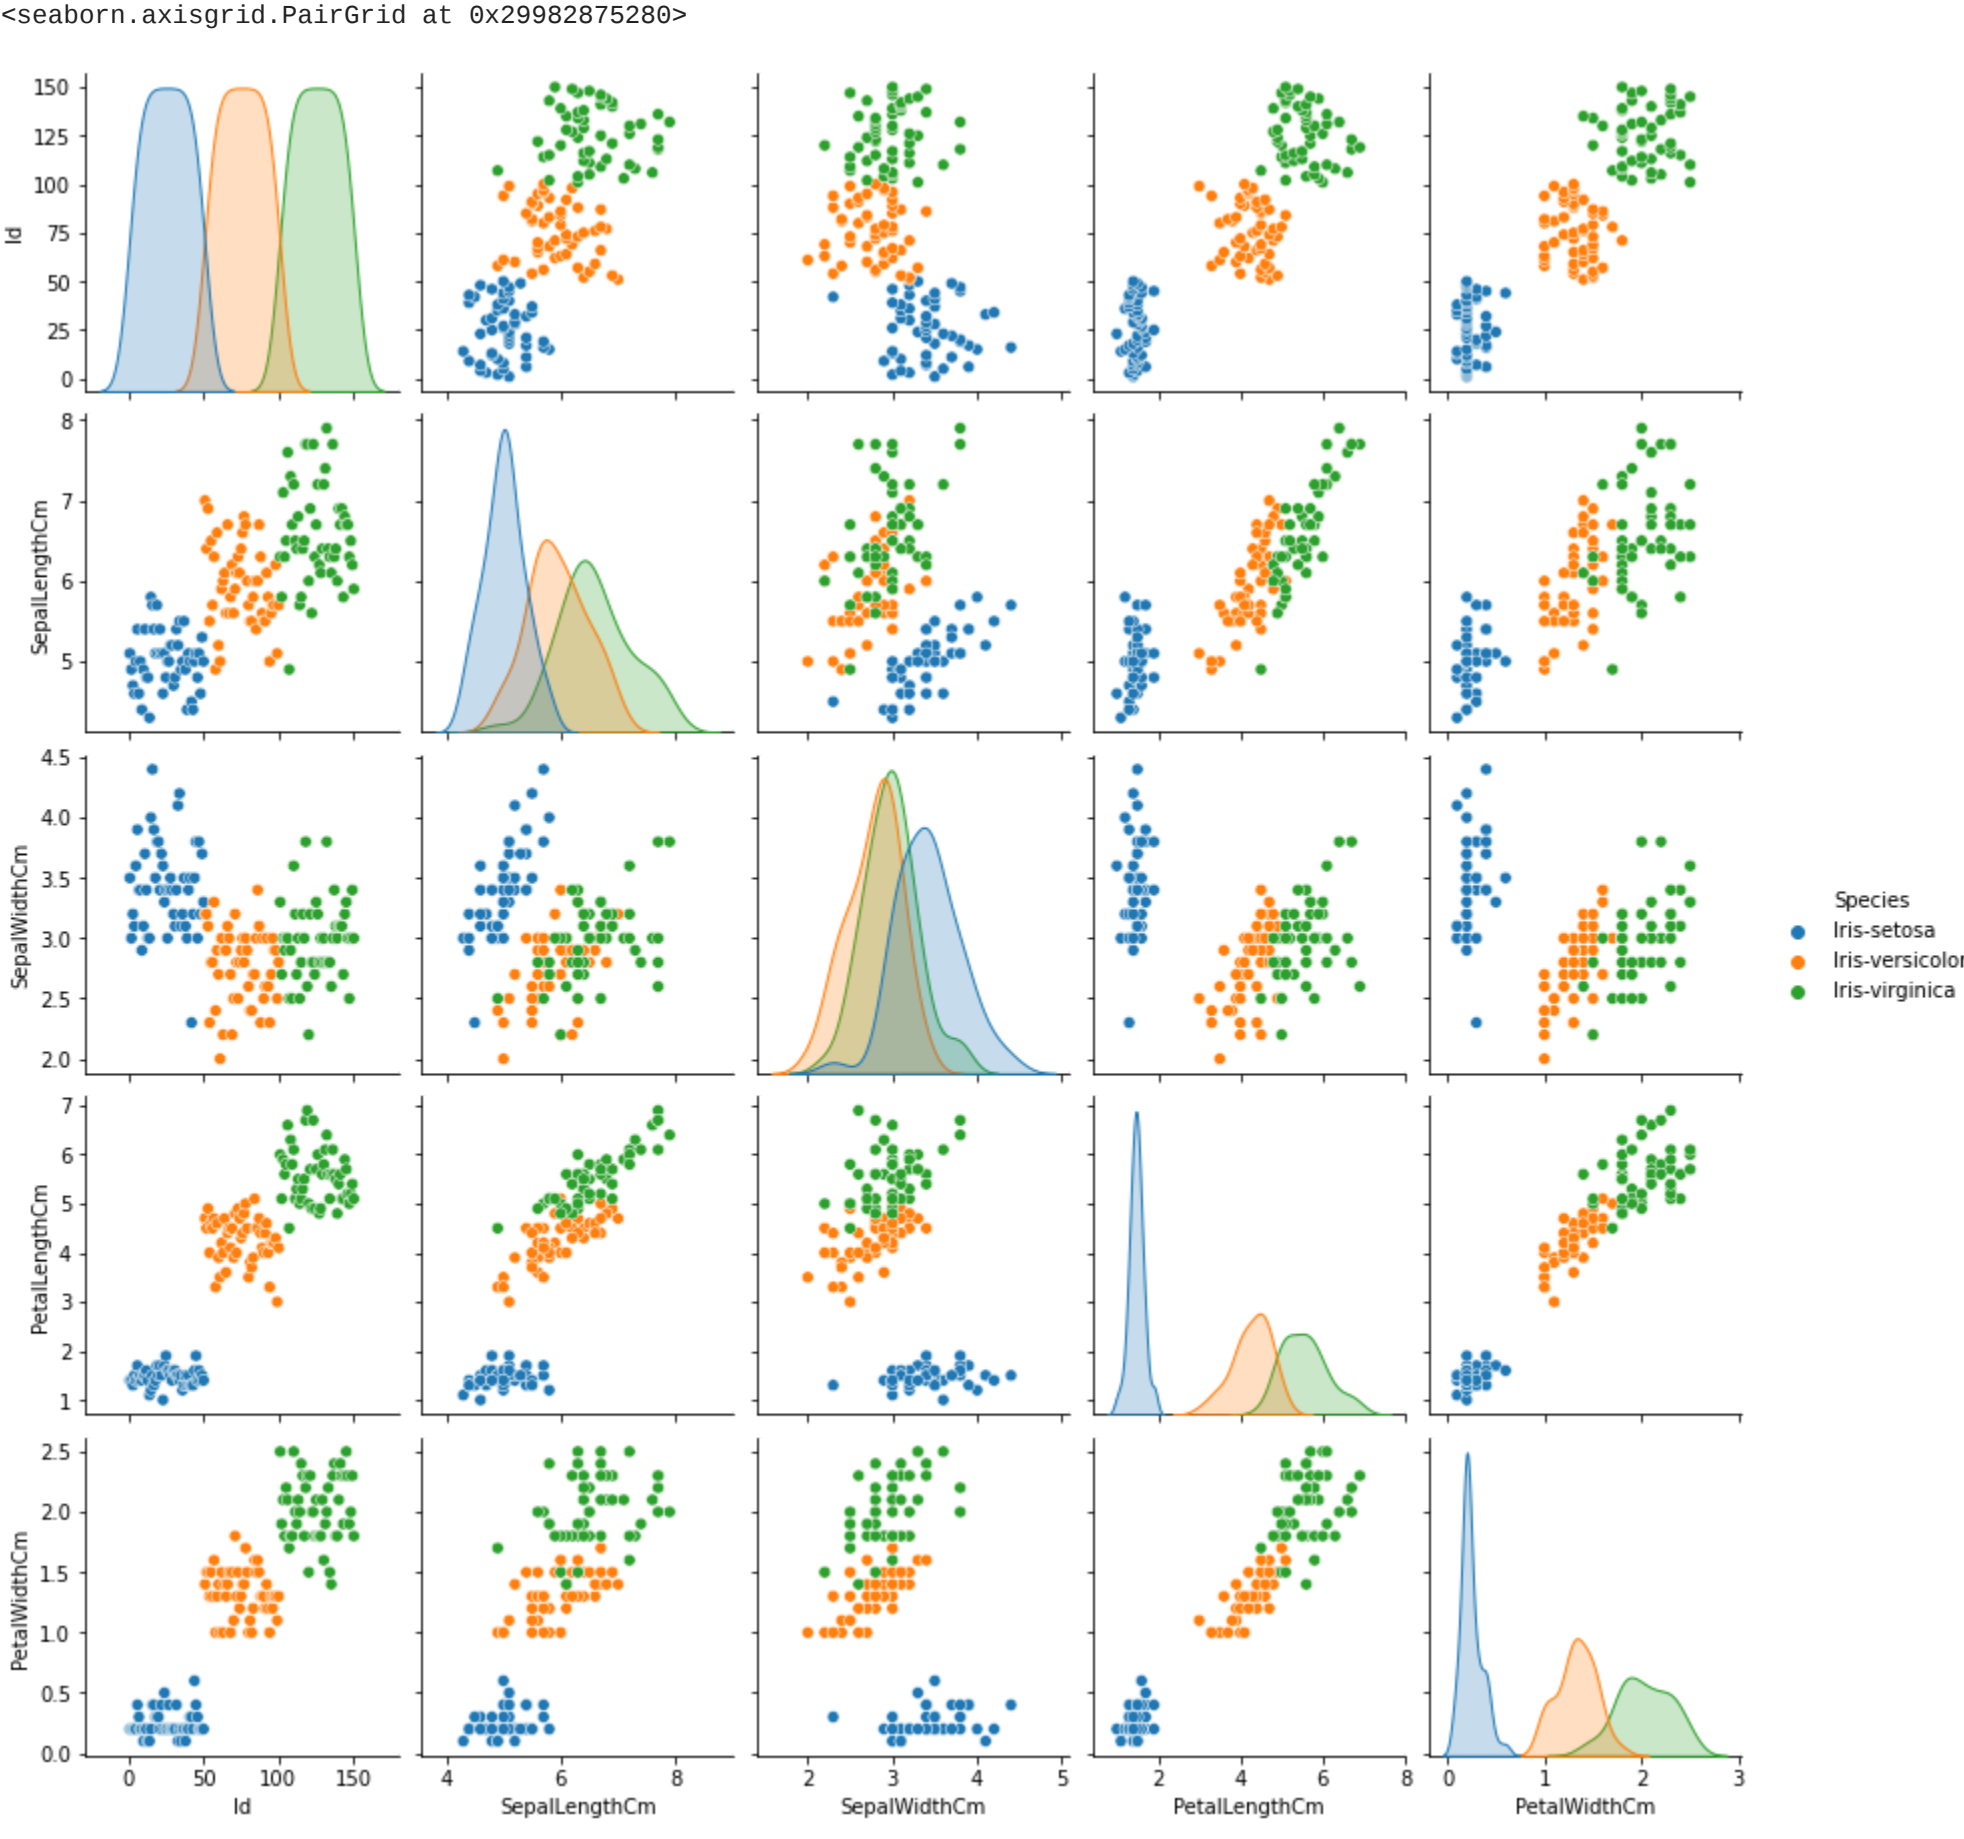 <seaborn.axisgrid.PairGrid at 0x29982875280>
150
125
100
75
50
25
0
Id
8
7
6
5
SepalLengthCm
4.5
4.0
3.5
3.0
2.5
2.0
SepalWidthCm
7
6
5
4
3
2
1
PetalLengthCm
2.5
2.0
1.5
1.0
0.5
0.0
PetalWidthCm
0 50 100 150
Id
4 6 8
SepalLengthCm
2 3 4 5
SepalWidthCm
2 4 6 8
PetalLengthCm
0 1 2 3
PetalWidthCm
Species
Iris-setosa
Iris-versicolor
Iris-virginica